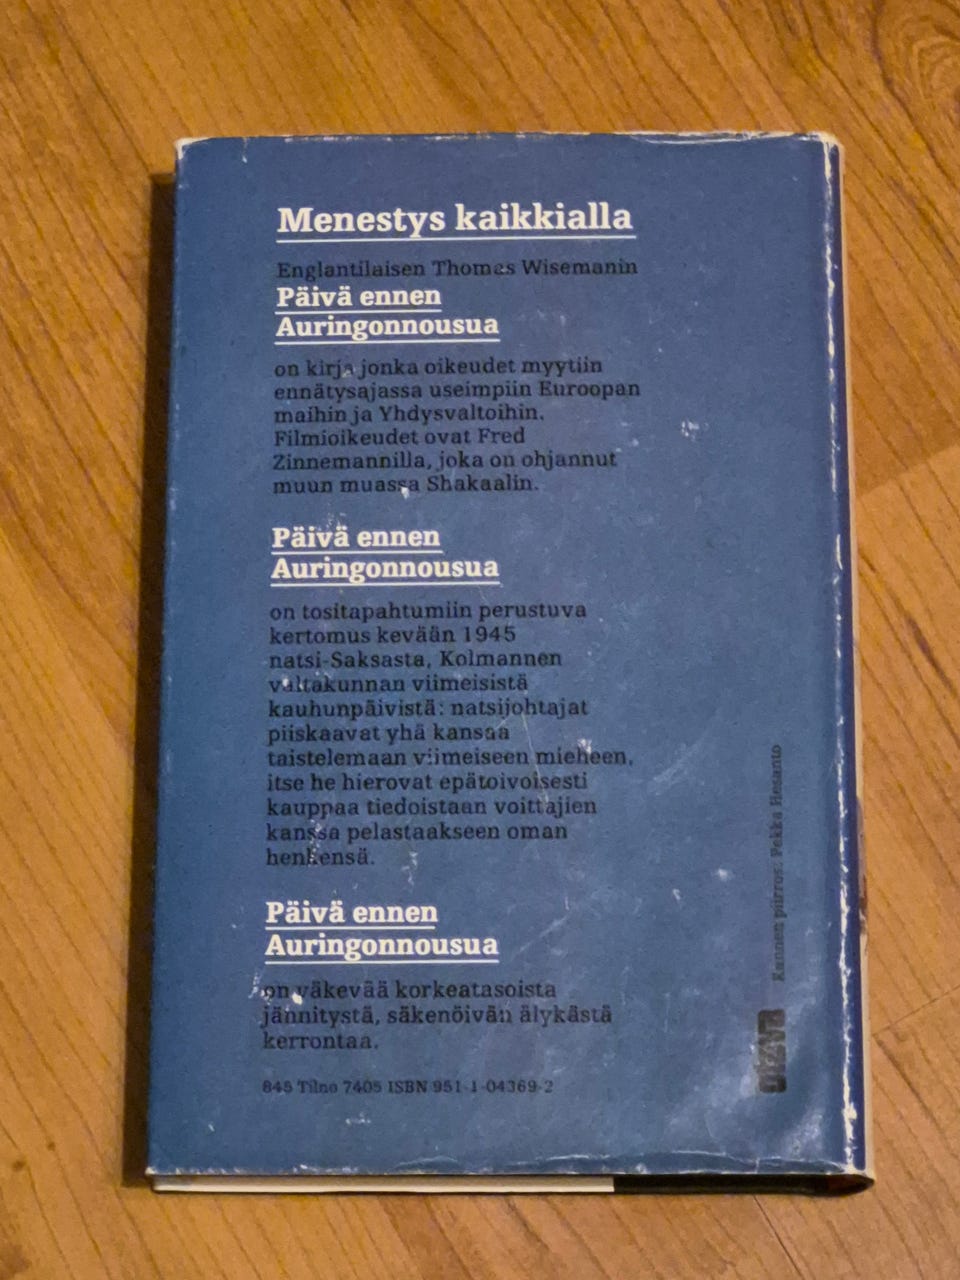 Menestys kaikkialla
Englantilaisen Thomas Wisemanin
Päivä ennen
Auringonnousua
on kirja jonka oikeudet myytiin
ennätysajassa useimpiin Euroopan
maihin ja Yhdysvaltoihin.
Filmioikeudet ovat Fred
Zinnemannilla, joka on ohjannut
muun muassa Shakaalin.
Päivä ennen
Auringonnousua
on tositapahtumiin perustuva
kertomus kevään 1945
natsi-Saksasta, Kolmannen
valtakunnan viimeisistä
kauhunpäivistä: natsijohtajat
piiskaavat yhä kansaa
taistelemaan viimeiseen mieheen,
itse he hierovat epätoivoisesti
kauppaa tiedoistaan voittajien
kanssa pelastaakseen oman
henkensä.
Päivä ennen
Auringonnousua
on väkevää korkeatasoista
jännitystä, säkenöivän älykästä
kerrontaa.
845 Tilno 7405 ISBN 951-1-04369-2
Kannen piirros: Pekka Hesanto
otava